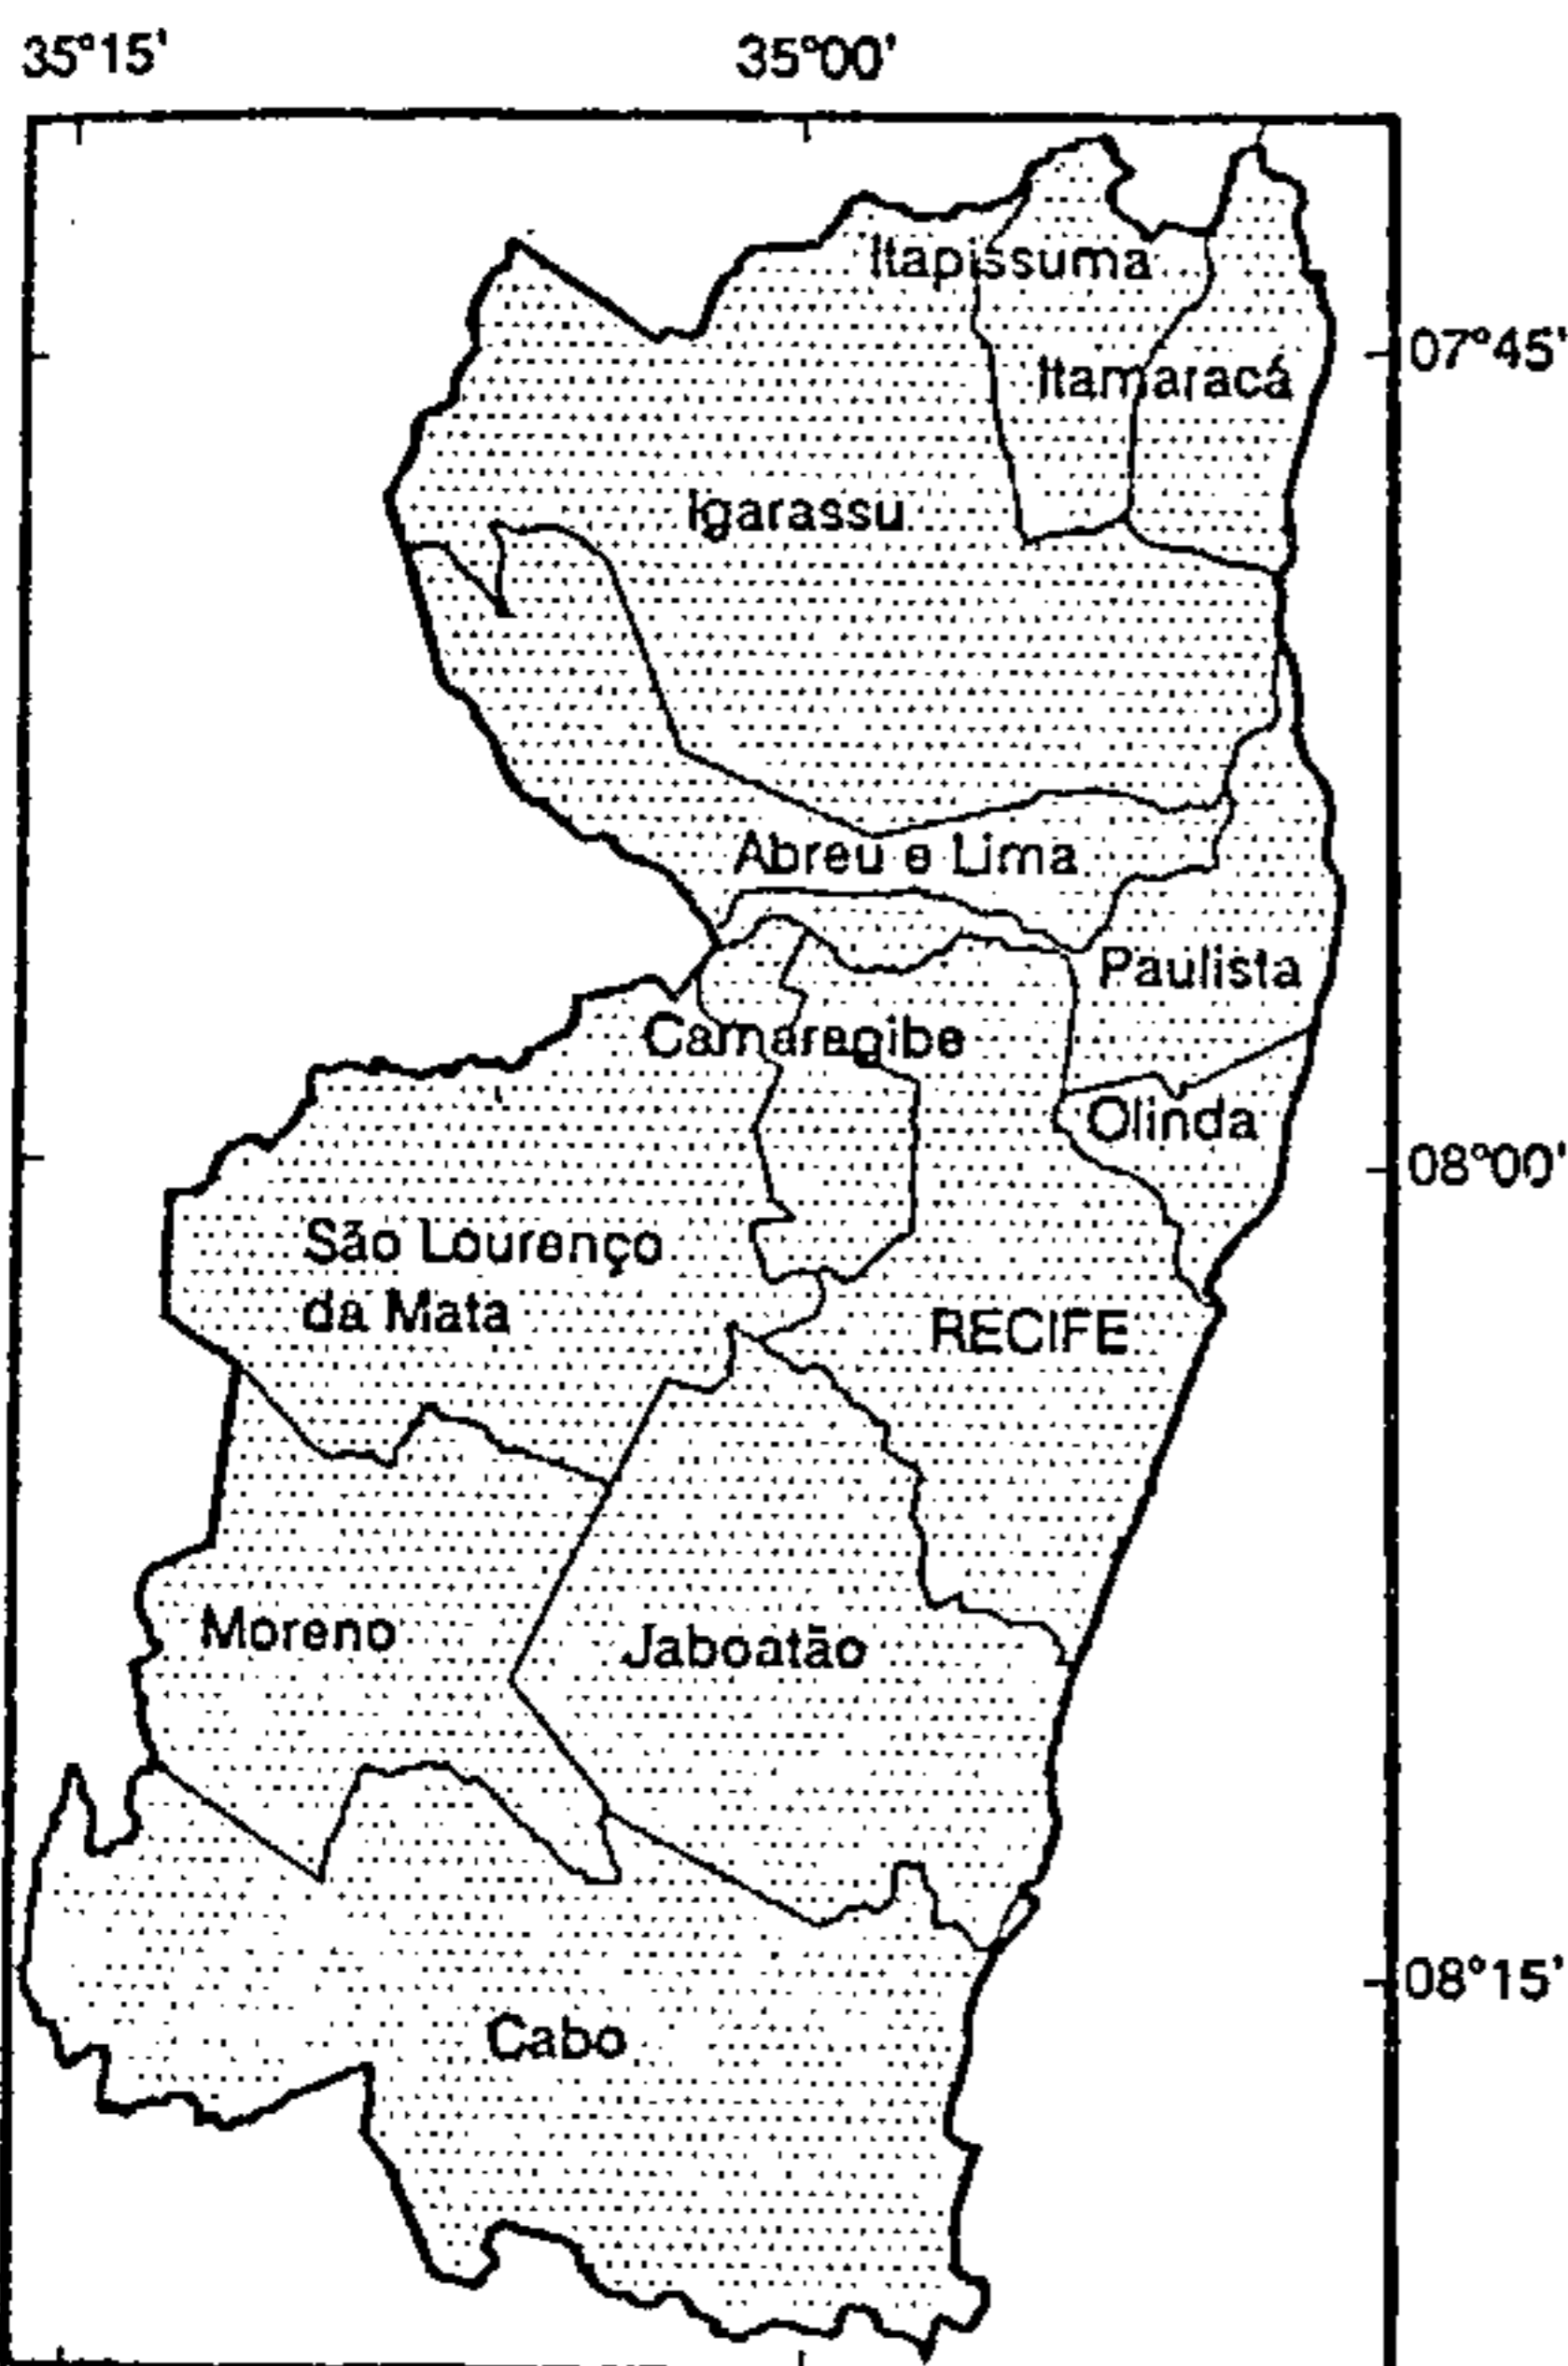 35°15'
35°00'
Itapissuma
07°45'
Itamaracá
Igarassu
Abreu e Lima
Paulista
Camaragibe
Olinda
08°00'
São Lourenço
da Mata
RECIFE
Moreno
Jaboatão
08°15'
Cabo